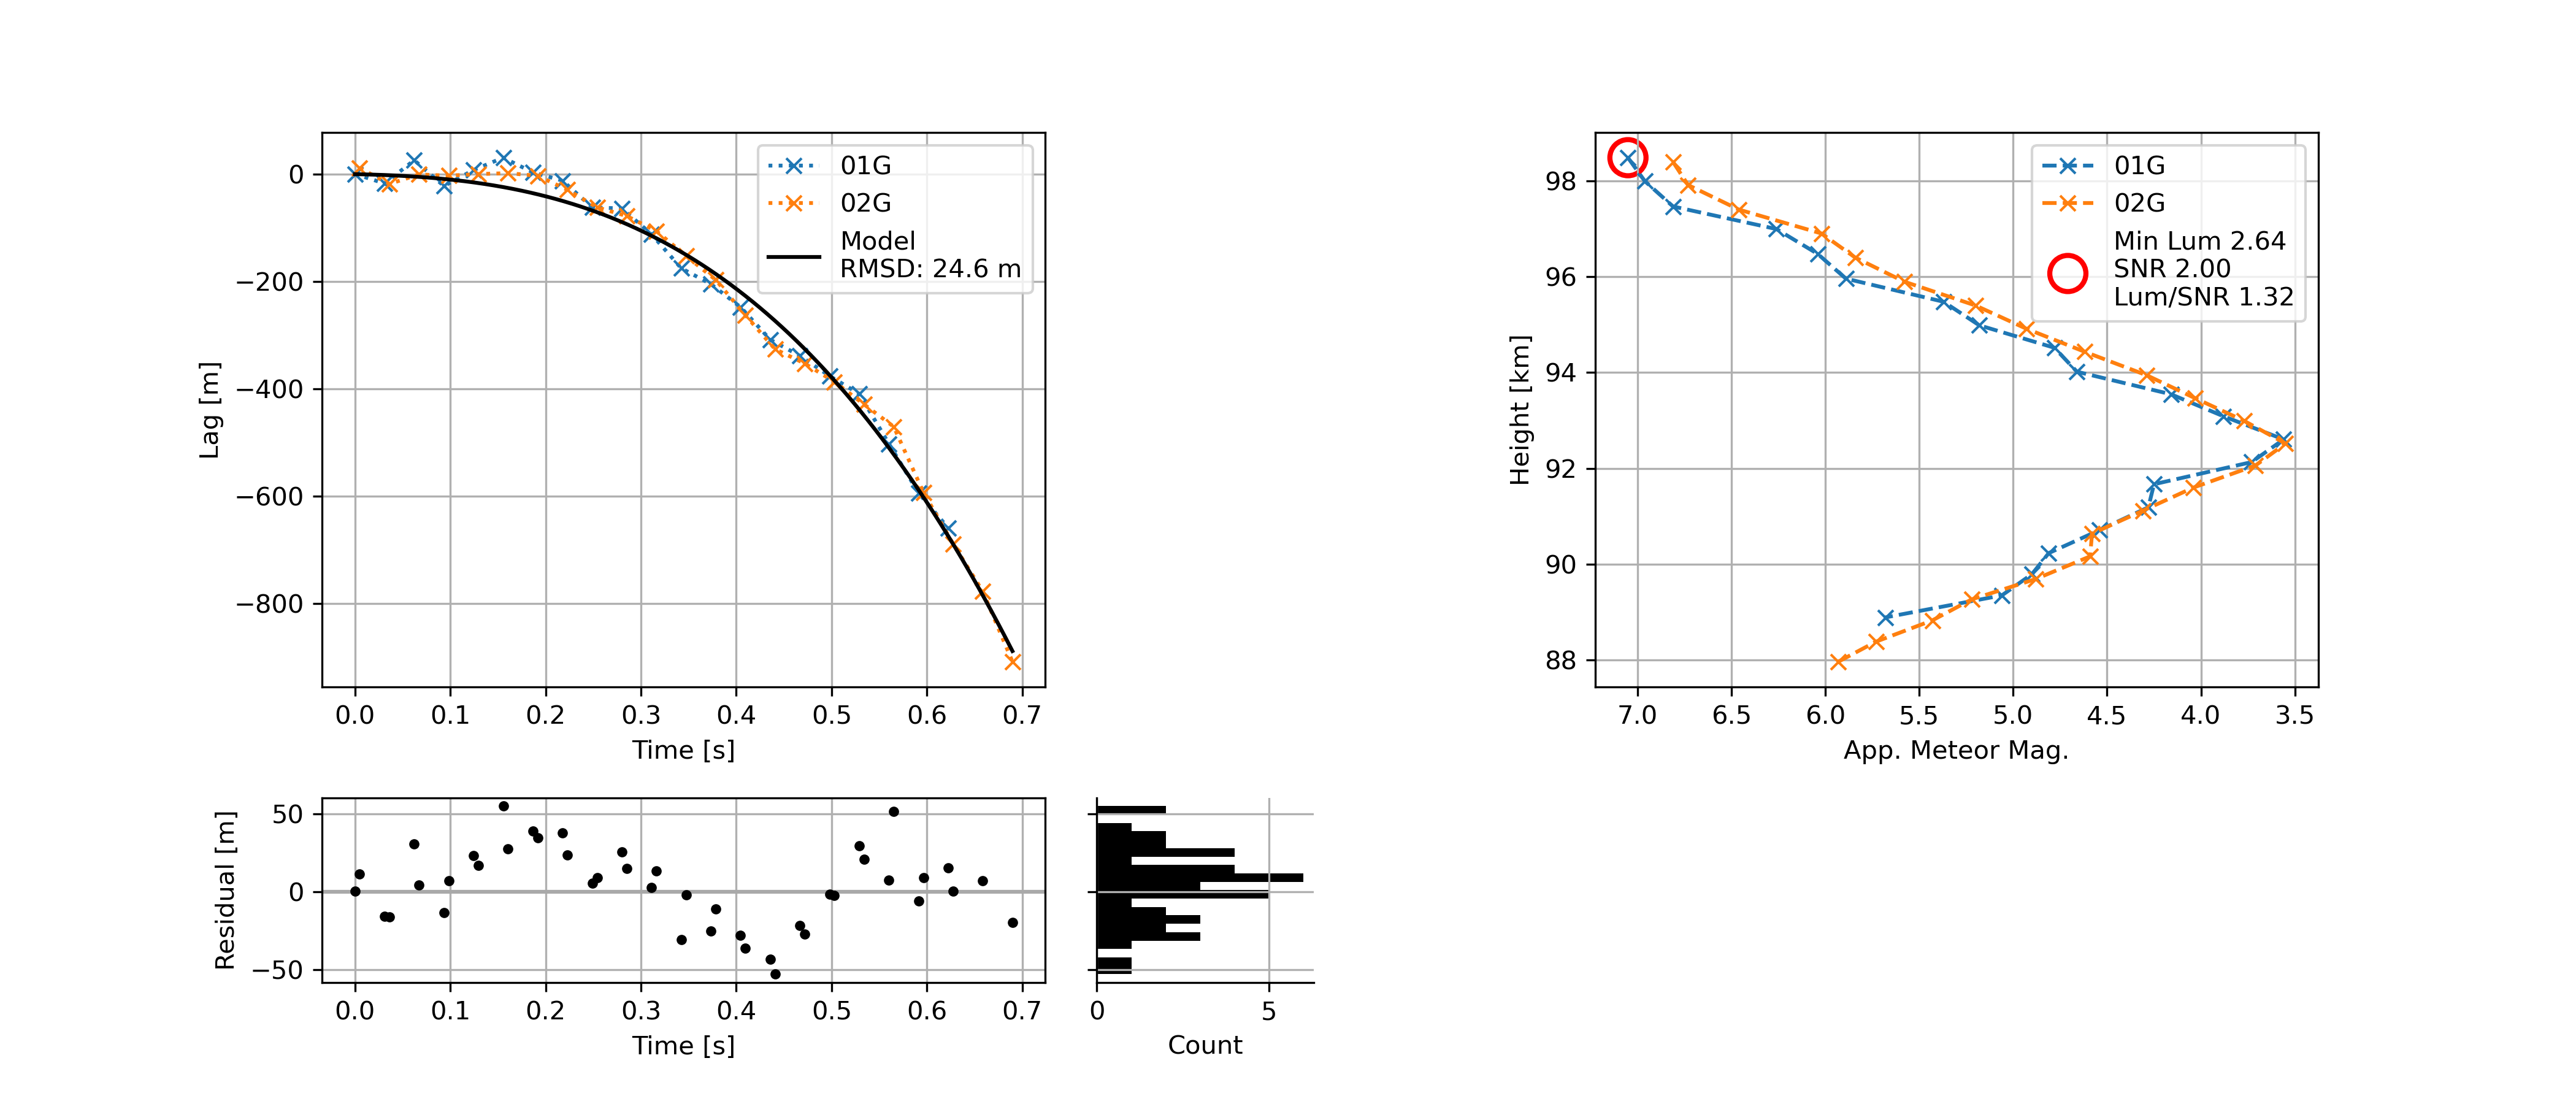 0
−200
−400
−600
−800
Lag [m]
0.0 0.1 0.2 0.3 0.4 0.5 0.6 0.7
Time [s]
01G
02G
Model
RMSD: 24.6 m
98
96
94
92
90
88
Height [km]
7.0 6.5 6.0 5.5 5.0 4.5 4.0 3.5
App. Meteor Mag.
01G
02G
Min Lum 2.64
SNR 2.00
Lum/SNR 1.32
50
0
−50
Residual [m]
0.0 0.1 0.2 0.3 0.4 0.5 0.6 0.7
Time [s]
0 5
Count